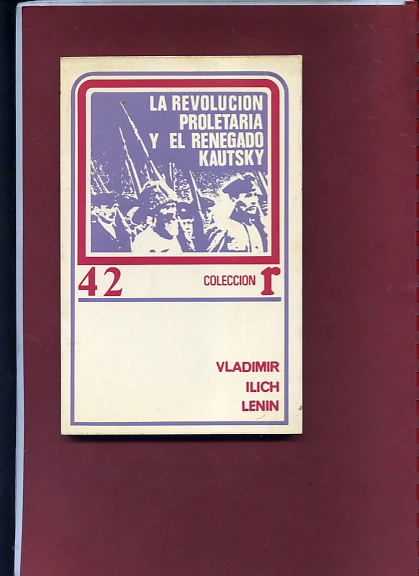 LA REVOLUCION
PROLETARIA
Y EL RENEGADO
KAUTSKY
42
COLECCION r
VLADIMIR
ILICH
LENIN